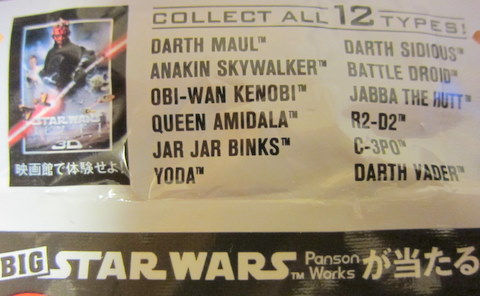 COLLECT ALL 12 TYPES!
DARTH MAUL™
ANAKIN SKYWALKER™
OBI-WAN KENOBI™
QUEEN AMIDALA™
JAR JAR BINKS™
YODA™
DARTH SIDIOUS™
BATTLE DROID™
JABBA THE HUTT™
R2-D2™
C-3PO™
DARTH VADER™
STAR WARS
3D
映画館で体験せよ!
BIG STAR WARS™ Panson Works が当たる